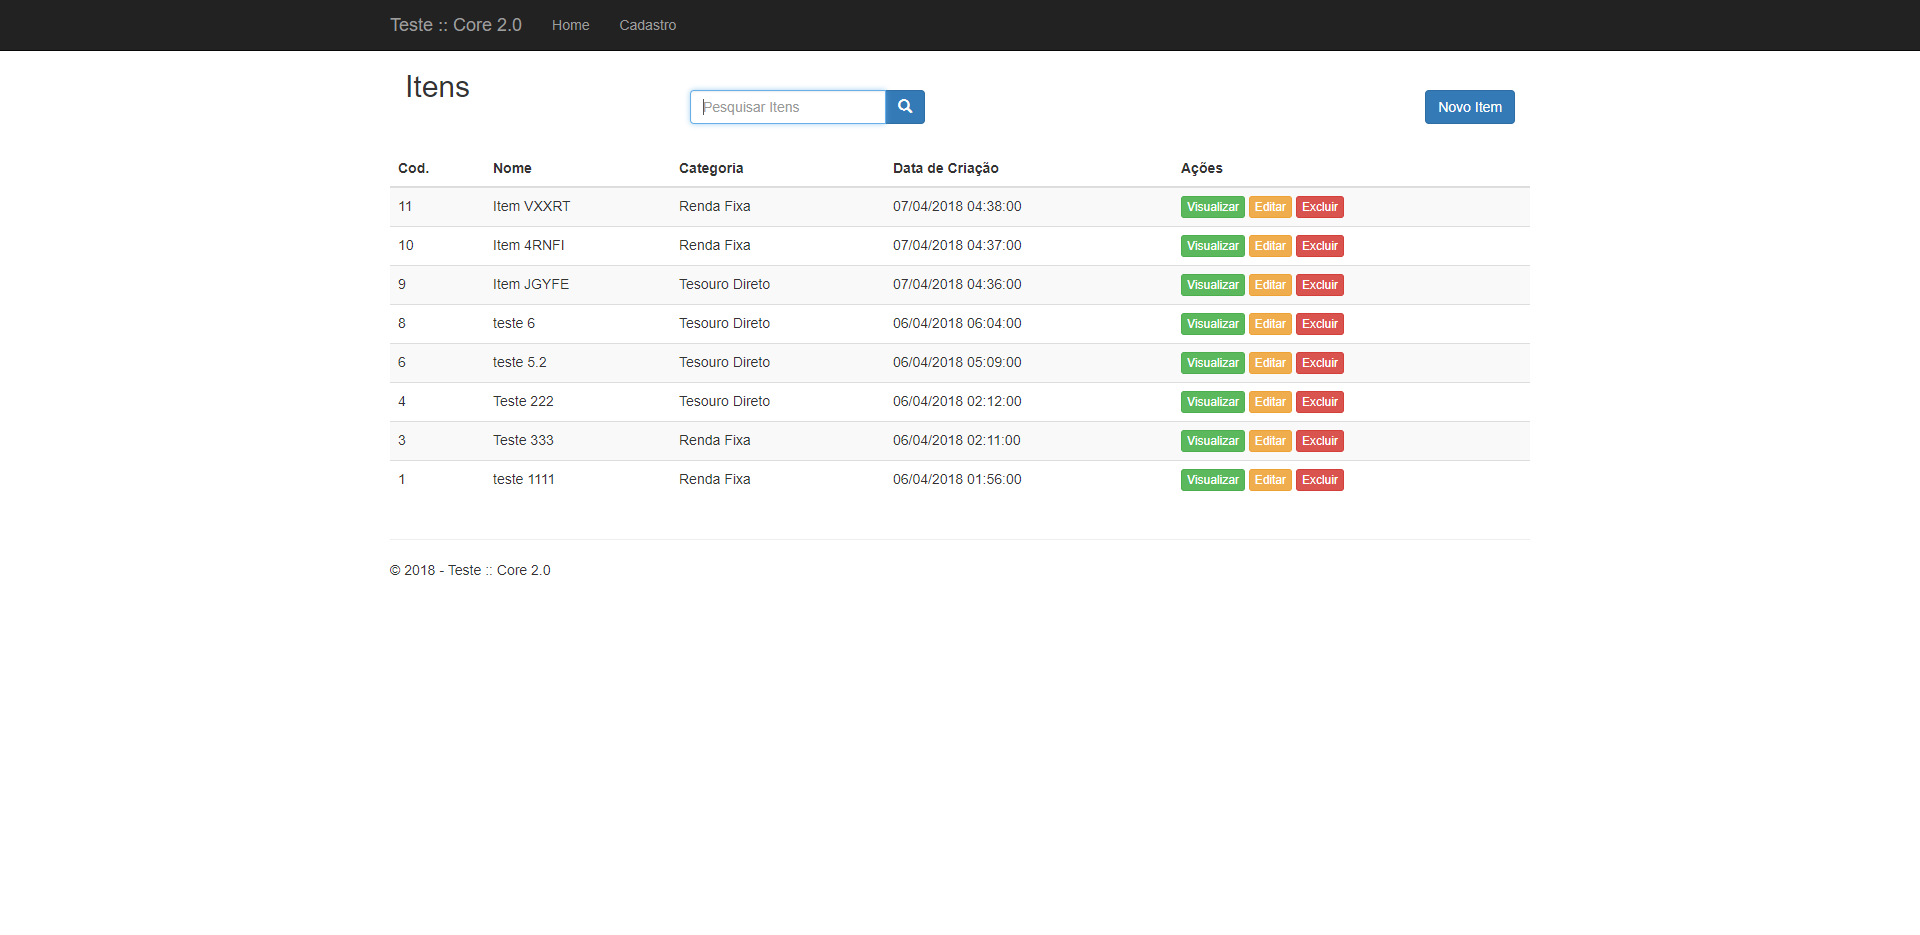 Teste :: Core 2.0 Home Cadastro
Itens
Pesquisar Itens
Novo Item
Cod. Nome Categoria Data de Criação Ações
11 Item VXXRT Renda Fixa 07/04/2018 04:38:00 Visualizar Editar Excluir
10 Item 4RNFI Renda Fixa 07/04/2018 04:37:00 Visualizar Editar Excluir
9 Item JGYFE Tesouro Direto 07/04/2018 04:36:00 Visualizar Editar Excluir
8 teste 6 Tesouro Direto 06/04/2018 06:04:00 Visualizar Editar Excluir
6 teste 5.2 Tesouro Direto 06/04/2018 05:09:00 Visualizar Editar Excluir
4 Teste 222 Tesouro Direto 06/04/2018 02:12:00 Visualizar Editar Excluir
3 Teste 333 Renda Fixa 06/04/2018 02:11:00 Visualizar Editar Excluir
1 teste 1111 Renda Fixa 06/04/2018 01:56:00 Visualizar Editar Excluir
© 2018 - Teste :: Core 2.0